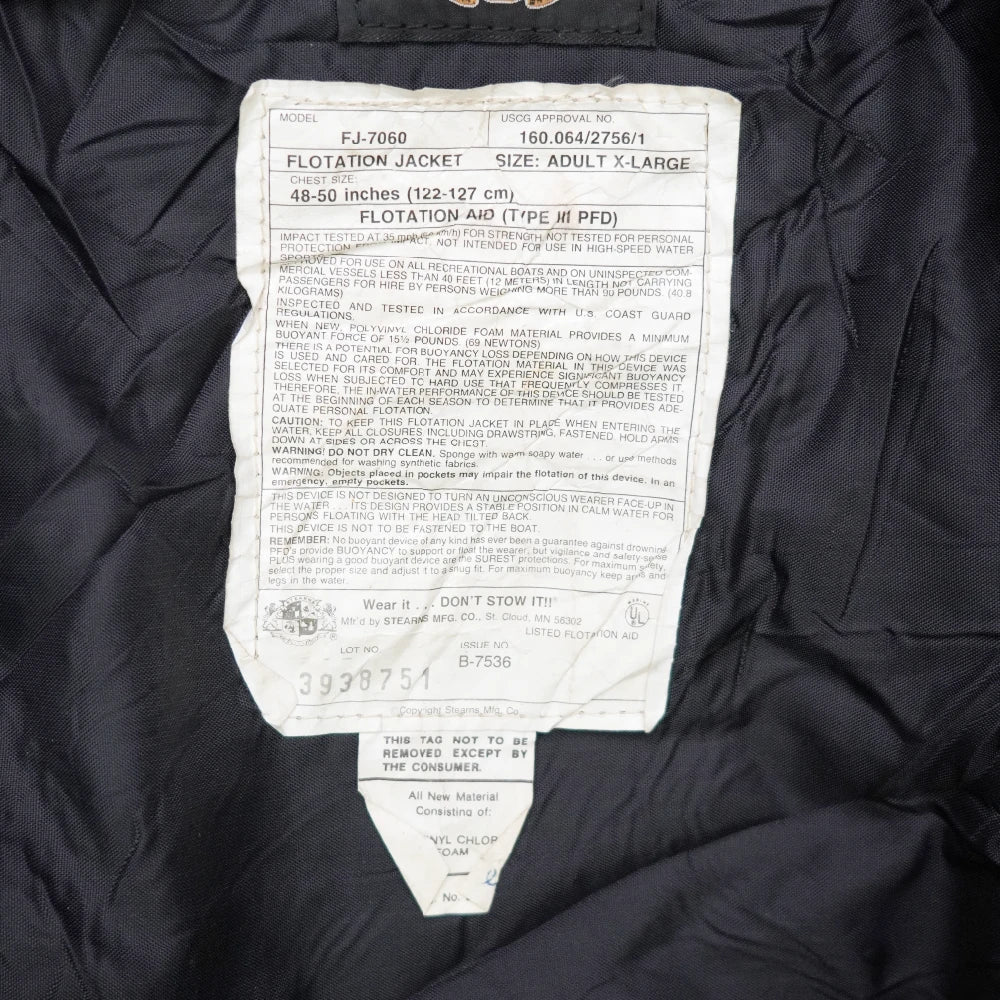 MODEL
USCG APPROVAL NO.
FJ-7060
160.064/2756/1
FLOTATION JACKET
SIZE: ADULT X-LARGE
CHEST SIZE:
48-50 inches (122-127 cm)
FLOTATION AID (TYPE III PFD)
IMPACT TESTED AT 35 mph FOR STRENGTH NOT TESTED FOR PERSONAL
PROTECTION NOT INTENDED FOR USE IN HIGH-SPEED WATER
APPROVED FOR USE ON ALL RECREATIONAL BOATS AND ON UNINSPECTED COM-
MERCIAL VESSELS LESS THAN 40 FEET (12 METERS) IN LENGTH NOT CARRYING
PASSENGERS FOR HIRE BY PERSONS WEIGHING MORE THAN 90 POUNDS. (40.8
KILOGRAMS)
INSPECTED AND TESTED IN ACCORDANCE WITH U.S. COAST GUARD
REGULATIONS.
WHEN NEW, POLYVINYL CHLORIDE FOAM MATERIAL PROVIDES A MINIMUM
BUOYANT FORCE OF 15½ POUNDS. (69 NEWTONS)
THERE IS A POTENTIAL FOR BUOYANCY LOSS DEPENDING ON HOW THIS DEVICE
IS USED AND CARED FOR. THE FLOTATION MATERIAL IN THIS DEVICE WAS
SELECTED FOR ITS COMFORT AND MAY EXPERIENCE SIGNIFICANT BUOYANCY
LOSS WHEN SUBJECTED TO HARD USE THAT FREQUENTLY COMPRESSES IT.
THEREFORE, THE IN-WATER PERFORMANCE OF THIS DEVICE SHOULD BE TESTED
AT THE BEGINNING OF EACH SEASON TO DETERMINE THAT IT PROVIDES ADE-
QUATE PERSONAL FLOTATION.
CAUTION: TO KEEP THIS FLOTATION JACKET IN PLACE WHEN ENTERING THE
WATER, KEEP ALL CLOSURES INCLUDING DRAWSTRING, FASTENED. HOLD ARMS
DOWN AT SIDES OR ACROSS THE CHEST.
WARNING! DO NOT DRY CLEAN. Sponge with warm soapy water . . . or use methods
recommended for washing synthetic fabrics.
WARNING: Objects placed in pockets may impair the flotation of this device. In an
emergency, empty pockets.
THIS DEVICE IS NOT DESIGNED TO TURN AN UNCONSCIOUS WEARER FACE-UP IN
THE WATER . . . ITS DESIGN PROVIDES A STABLE POSITION IN CALM WATER FOR
PERSONS FLOATING WITH THE HEAD TILTED BACK.
THIS DEVICE IS NOT TO BE FASTENED TO THE BOAT.
REMEMBER: No buoyant device of any kind has ever been a guarantee against drowning.
PFD's provide BUOYANCY to support or float the wearer, but vigilance and safety-sense
PLUS wearing a good buoyant device are the SUREST protections. For maximum safety,
select the proper size and adjust it to a snug fit. For maximum buoyancy keep arms and
legs in the water.
Wear it . . . DON'T STOW IT!!
MARINE
UL
Mfr'd by STEARNS MFG. CO., St. Cloud, MN 56302
LISTED FLOTATION AID
LOT NO.
ISSUE NO.
3938751
B-7536
©Copyright Stearns Mfg. Co.
THIS TAG NOT TO BE
REMOVED EXCEPT BY
THE CONSUMER.
All New Material
Consisting of:
NYL CHLOR
FOAM
No.